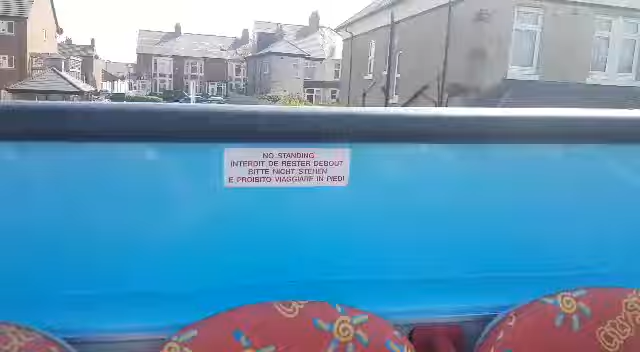 NO STANDING
INTERDIT DE RESTER DEBOUT
BITTE NICHT STEHEN
E PROIBITO VIAGGIARE IN PIEDI